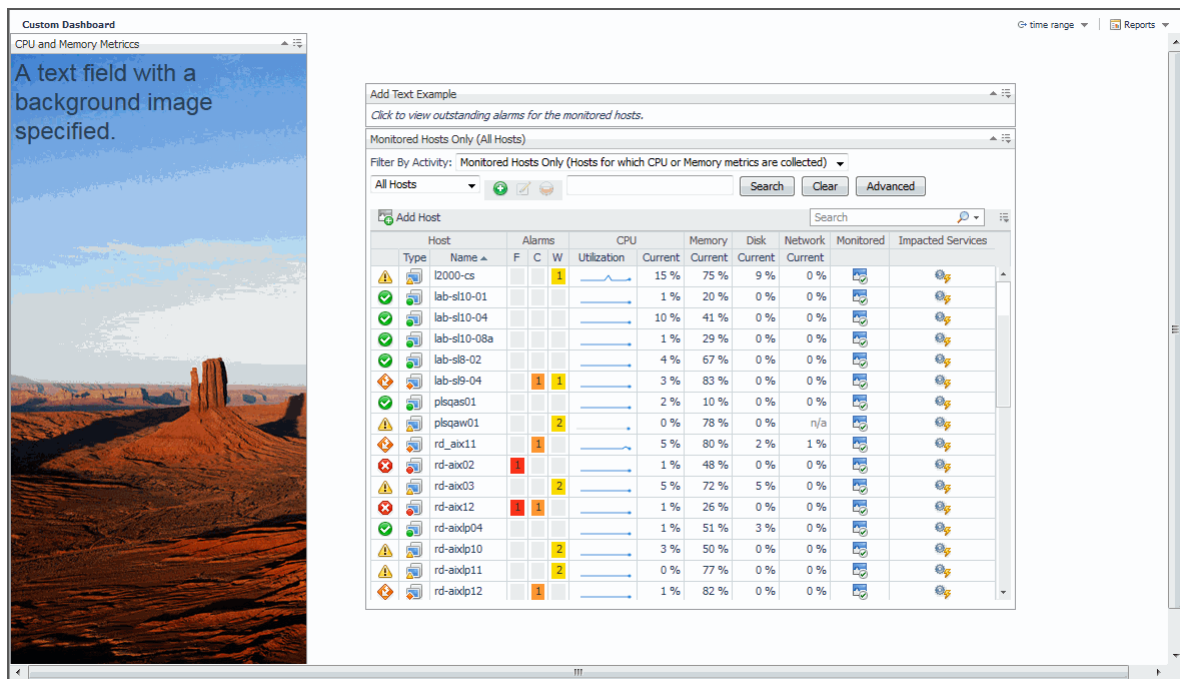 Custom Dashboard
time range
Reports
CPU and Memory Metriccs
A text field with a
background image
specified.
Add Text Example
Click to view outstanding alarms for the monitored hosts.
Monitored Hosts Only (All Hosts)
Filter By Activity: Monitored Hosts Only (Hosts for which CPU or Memory metrics are collected)
All Hosts
Search Clear Advanced
Add Host
Search
Host Alarms CPU Memory Disk Network Monitored Impacted Services
Type Name F C W Utilization Current Current Current Current
l2000-cs 1 15 % 75 % 9 % 0 %
lab-sl10-01 1 % 20 % 0 % 0 %
lab-sl10-04 10 % 41 % 0 % 0 %
lab-sl10-08a 1 % 29 % 0 % 0 %
lab-sl8-02 4 % 67 % 0 % 0 %
lab-sl9-04 1 1 3 % 83 % 0 % 0 %
plsqas01 2 % 10 % 0 % 0 %
plsqaw01 2 0 % 78 % 0 % n/a
rd_aix11 1 5 % 80 % 2 % 1 %
rd-aix02 1 1 % 48 % 0 % 0 %
rd-aix03 2 5 % 72 % 5 % 0 %
rd-aix12 1 1 1 % 26 % 0 % 0 %
rd-aixlp04 1 % 51 % 3 % 0 %
rd-aixlp10 2 3 % 50 % 0 % 0 %
rd-aixlp11 2 0 % 77 % 0 % 0 %
rd-aixlp12 1 1 % 82 % 0 % 0 %